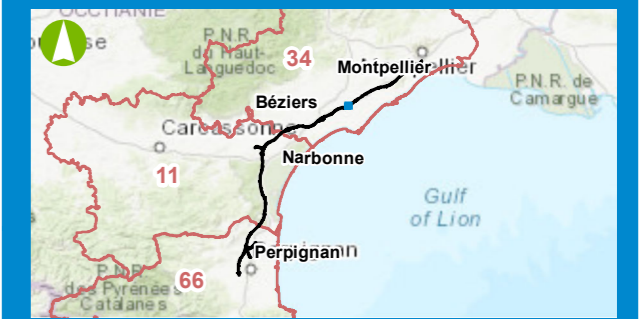 OCCITANIE
P.N.R.
du Haut-
Languedoc
34
Montpellier
P.N.R. de
Camargue
Béziers
Carcassonne
Narbonne
11
Gulf
of Lion
Perpignan
66
P.N.R.
des Pyrénées
Catalanes